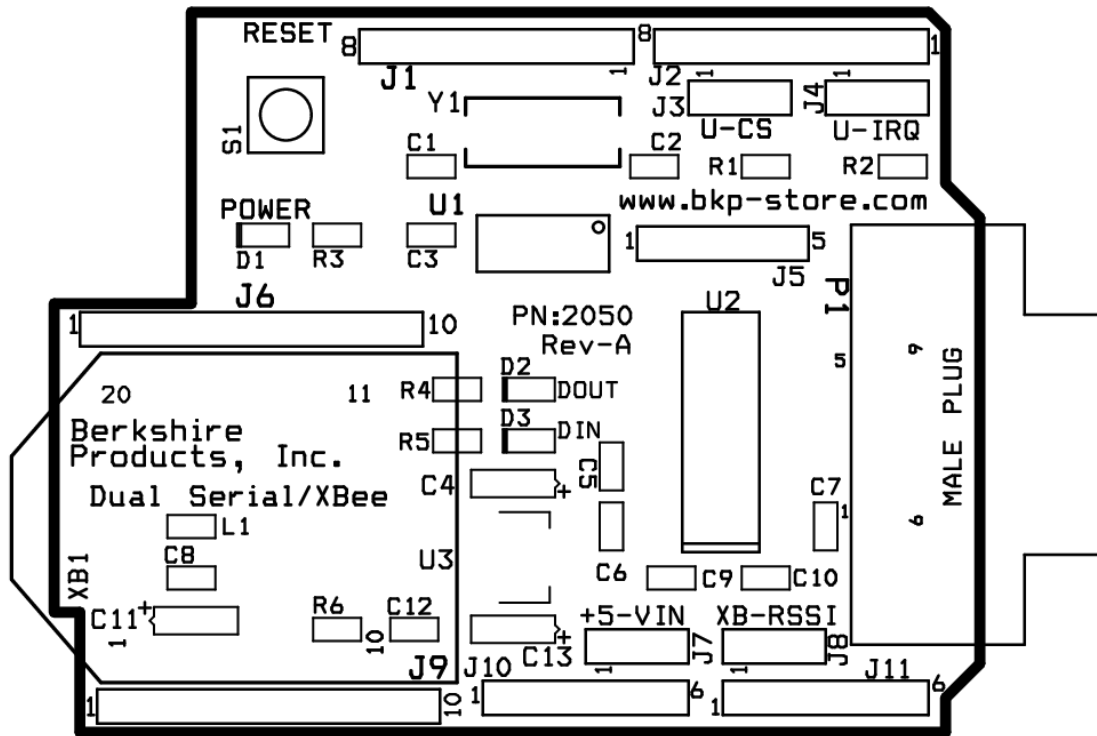 RESET
8
1
J1
8
1
J2
1
1
J3
J4
U-CS
U-IRQ
S1
Y1
C1
C2
R1
R2
www.bkp-store.com
POWER
D1
R3
U1
C3
1
5
J5
P1
J6
1
10
PN:2050
Rev-A
U2
5
9
MALE PLUG
20
11
R4
D2
DOUT
R5
D3
DIN
Berkshire
Products, Inc.
Dual Serial/XBee
C4
+
C5
C7
1
6
L1
C8
U3
C6
C9
C10
XB1
C11
+
1
R6
C12
10
+5-VIN
XB-RSSI
+
C13
J7
J8
1
1
J9
J10
J11
1
10
1
6
1
6